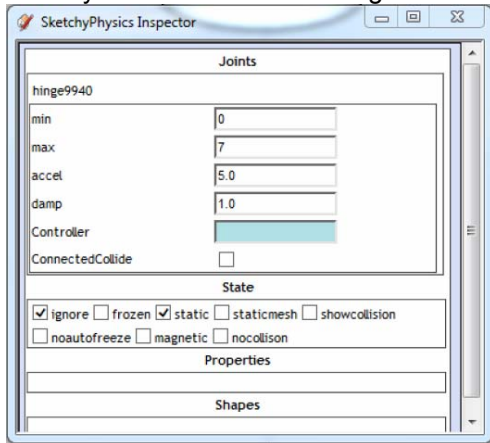 SketchyPhysics Inspector
Joints
hinge9940
min 0
max 7
accel 5.0
damp 1.0
Controller
ConnectedCollide
State
ignore frozen static staticmesh showcollision
noautofreeze magnetic nocollison
Properties
Shapes